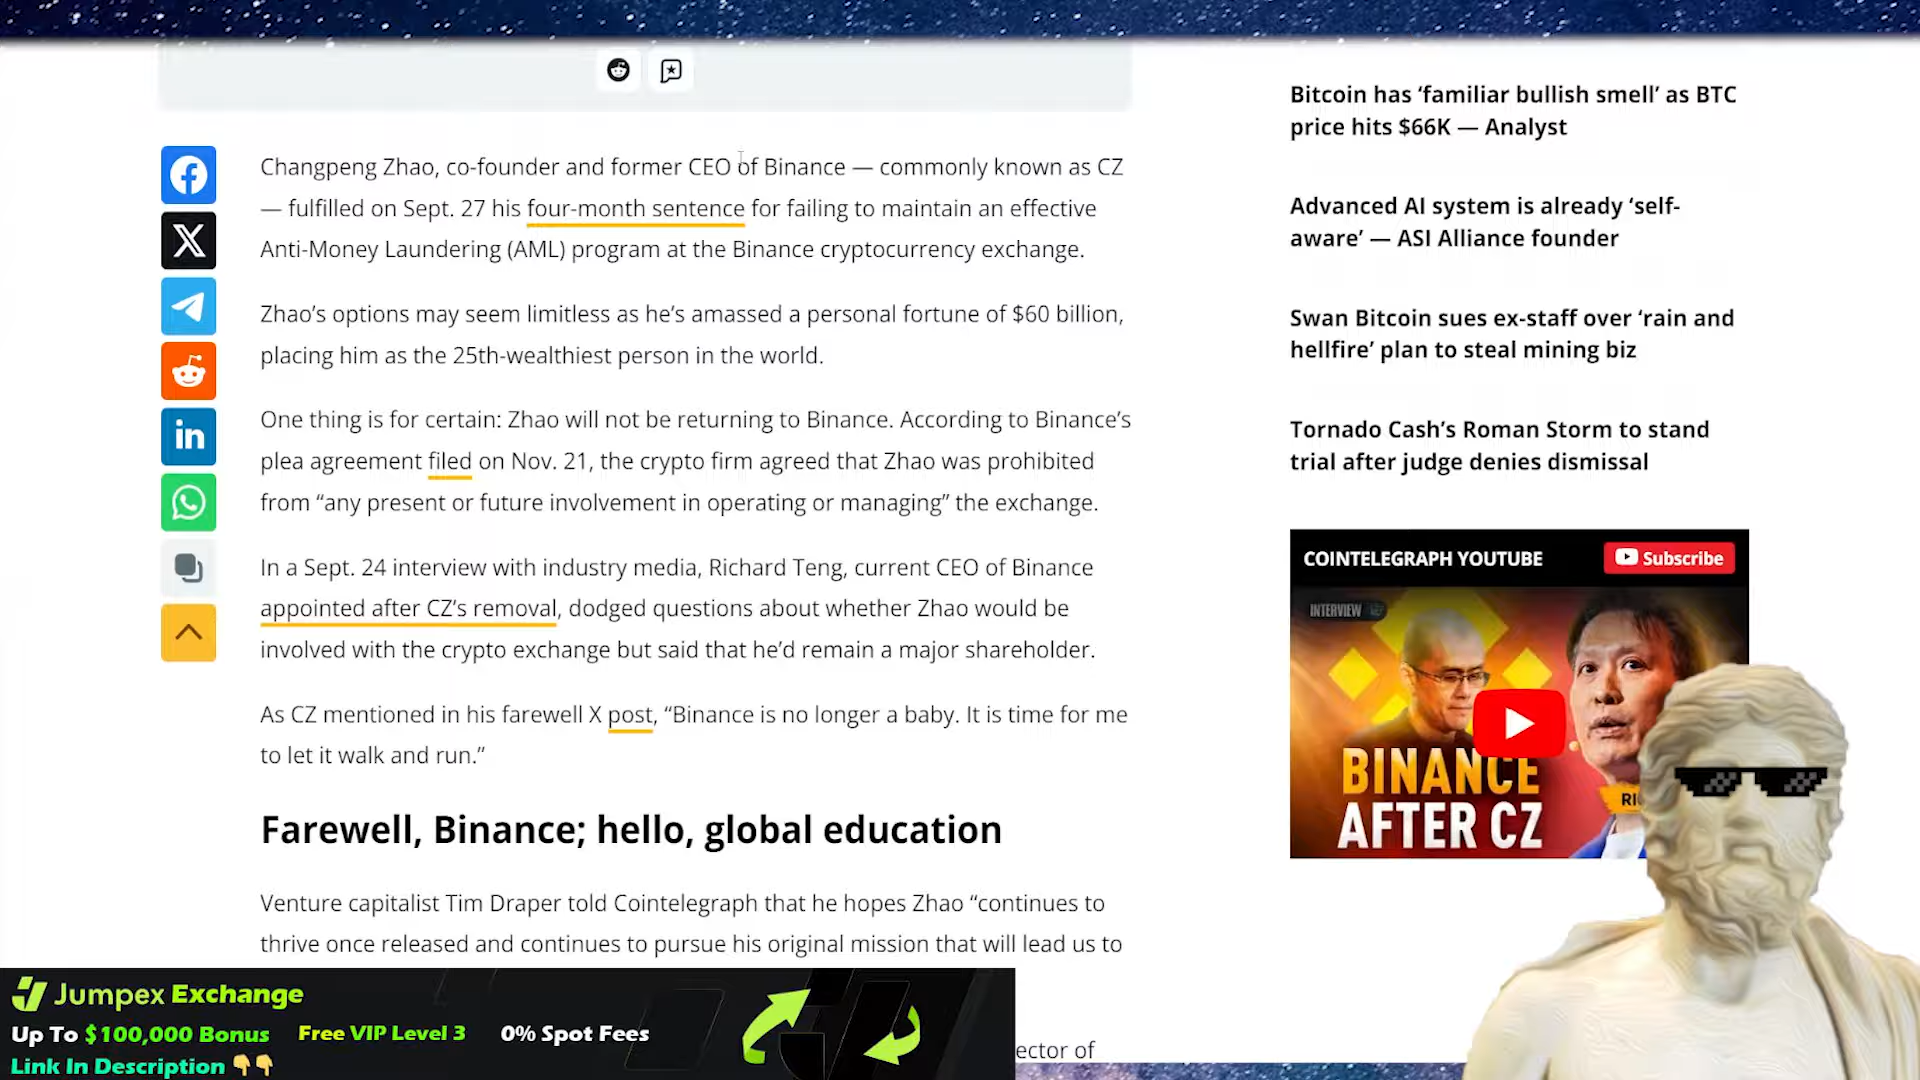 Changpeng Zhao, co-founder and former CEO of Binance — commonly known as CZ
— fulfilled on Sept. 27 his four-month sentence for failing to maintain an effective
Anti-Money Laundering (AML) program at the Binance cryptocurrency exchange.
Zhao’s options may seem limitless as he’s amassed a personal fortune of $60 billion,
placing him as the 25th-wealthiest person in the world.
One thing is for certain: Zhao will not be returning to Binance. According to Binance’s
plea agreement filed on Nov. 21, the crypto firm agreed that Zhao was prohibited
from “any present or future involvement in operating or managing” the exchange.
In a Sept. 24 interview with industry media, Richard Teng, current CEO of Binance
appointed after CZ’s removal, dodged questions about whether Zhao would be
involved with the crypto exchange but said that he’d remain a major shareholder.
As CZ mentioned in his farewell X post, “Binance is no longer a baby. It is time for me
to let it walk and run.”
Farewell, Binance; hello, global education
Venture capitalist Tim Draper told Cointelegraph that he hopes Zhao “continues to
thrive once released and continues to pursue his original mission that will lead us to
ector of
Bitcoin has ‘familiar bullish smell’ as BTC
price hits $66K — Analyst
Advanced AI system is already ‘self-
aware’ — ASI Alliance founder
Swan Bitcoin sues ex-staff over ‘rain and
hellfire’ plan to steal mining biz
Tornado Cash’s Roman Storm to stand
trial after judge denies dismissal
COINTELEGRAPH YOUTUBE
Subscribe
INTERVIEW
BINANCE
AFTER CZ
RI
Jumpex Exchange
Up To $100,000 Bonus Free VIP Level 3 0% Spot Fees
Link In Description